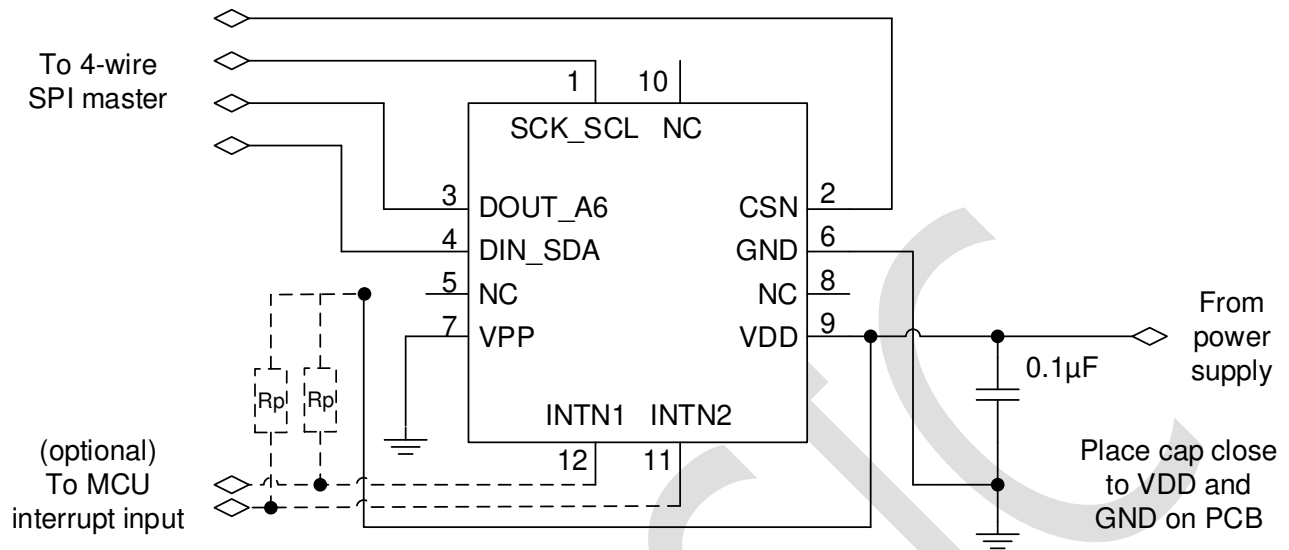 To 4-wire
SPI master
1
10
SCK_SCL
NC
3
DOUT_A6
CSN
2
4
DIN_SDA
GND
6
5
NC
NC
8
7
VPP
VDD
9
From
power
supply
0.1µF
Rp
Rp
INTN1
INTN2
12
11
(optional)
To MCU
interrupt input
Place cap close
to VDD and
GND on PCB